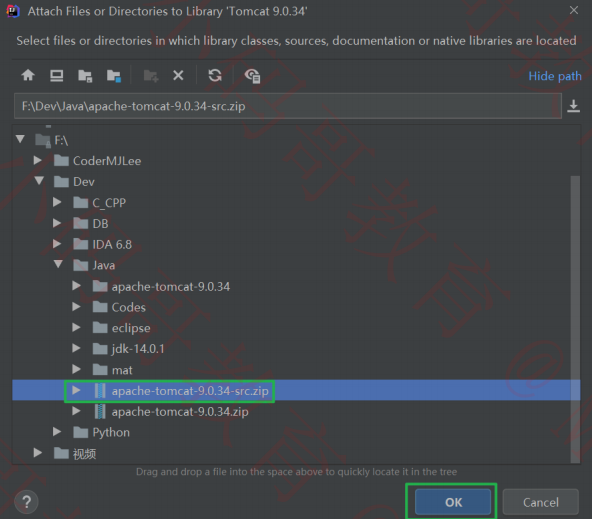 Attach Files or Directories to Library 'Tomcat 9.0.34'
Select files or directories in which library classes, sources, documentation or native libraries are located
Hide path
F:\Dev\Java\apache-tomcat-9.0.34-src.zip
F:\
CoderMJLee
Dev
C_CPP
DB
IDA 6.8
Java
apache-tomcat-9.0.34
Codes
eclipse
jdk-14.0.1
mat
apache-tomcat-9.0.34-src.zip
apache-tomcat-9.0.34.zip
Python
视频
Drag and drop a file into the space above to quickly locate it in the tree
?
OK
Cancel